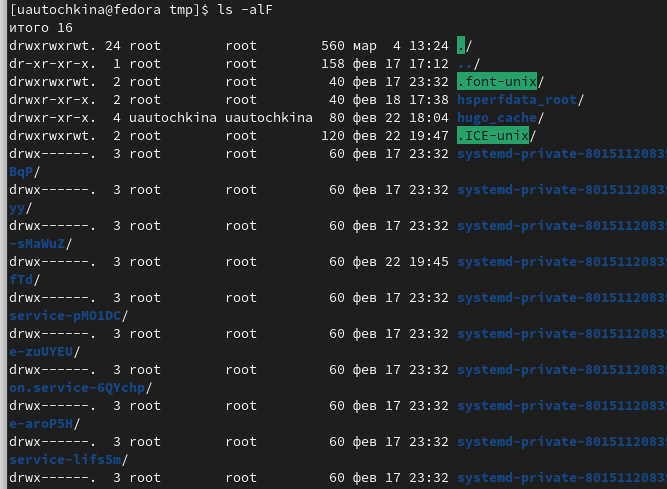 [uautochkina@fedora tmp]$ ls -alF
итого 16
drwxrwxrwt. 24 root        root        560 мар  4 13:24 ./
dr-xr-xr-x.  1 root        root        158 фев 17 17:12 ../
drwxrwxrwt.  2 root        root         40 фев 17 23:32 .font-unix/
drwxr-xr-x.  2 root        root         40 фев 18 17:38 hsperfdata_root/
drwxr-xr-x.  4 uautochkina uautochkina  80 фев 22 18:04 hugo_cache/
drwxrwxrwt.  2 root        root        120 фев 22 19:47 .ICE-unix/
drwx------.  3 root        root         60 фев 17 23:32 systemd-private-8015112083
BqP/
drwx------.  3 root        root         60 фев 17 23:32 systemd-private-8015112083
yy/
drwx------.  3 root        root         60 фев 17 23:32 systemd-private-8015112083
-sMaWuZ/
drwx------.  3 root        root         60 фев 22 19:45 systemd-private-8015112083
fTd/
drwx------.  3 root        root         60 фев 17 23:32 systemd-private-8015112083
service-pMO1DC/
drwx------.  3 root        root         60 фев 17 23:32 systemd-private-8015112083
e-zuUYEU/
drwx------.  3 root        root         60 фев 17 23:32 systemd-private-8015112083
on.service-6QYchp/
drwx------.  3 root        root         60 фев 17 23:32 systemd-private-8015112083
e-aroP5H/
drwx------.  3 root        root         60 фев 17 23:32 systemd-private-8015112083
service-lifs5m/
drwx------.  3 root        root         60 фев 17 23:32 systemd-private-8015112083